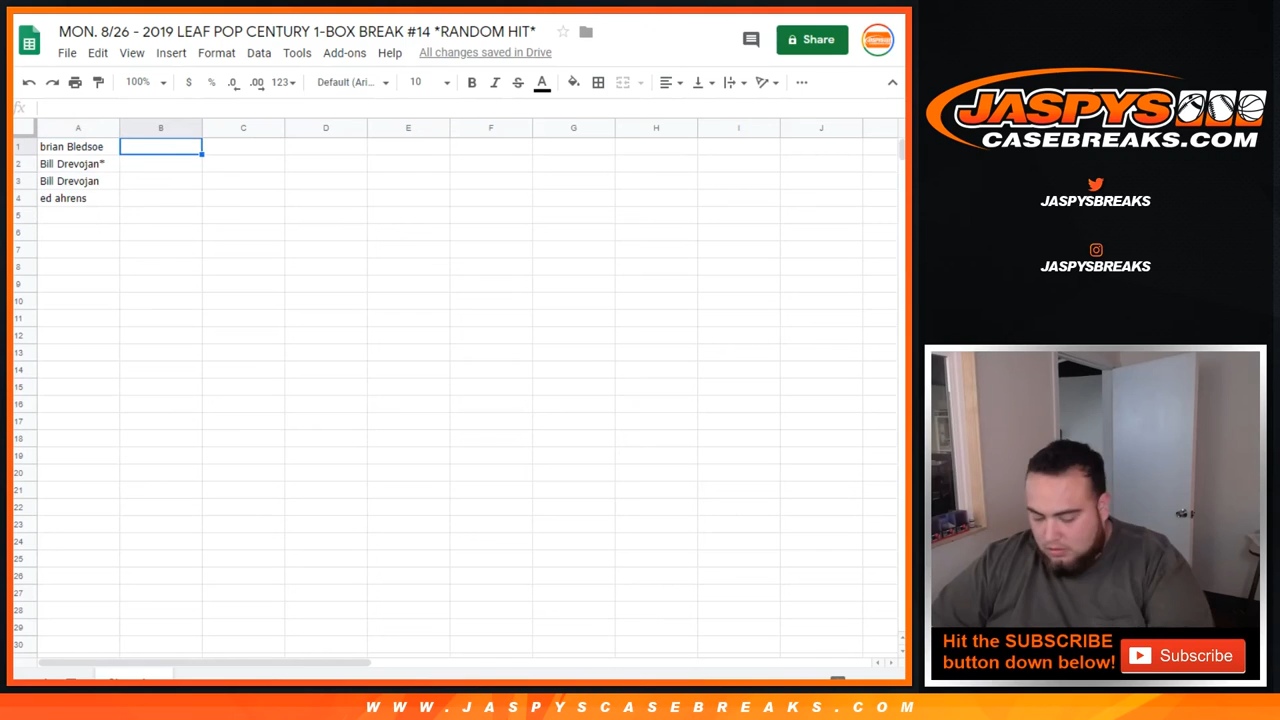 MON. 8/26 - 2019 LEAF POP CENTURY 1-BOX BREAK #14 *RANDOM HIT*
File Edit View Insert Format Data Tools Add-ons Help All changes saved in Drive
Share
100% $ % .0 .00 123 Default (Ari... 10 B I S A
fx
A B C D E F G H I J
1 brian Bledsoe
2 Bill Drevojan*
3 Bill Drevojan
4 ed ahrens
5
6
7
8
9
10
11
12
13
14
15
16
17
18
19
20
21
22
23
24
25
26
27
28
29
30
JASPYS
CASEBREAKS.COM
JASPYSBREAKS
JASPYSBREAKS
Hit the SUBSCRIBE
button down below!
Subscribe
WWW.JASPYSCASEBREAKS.COM